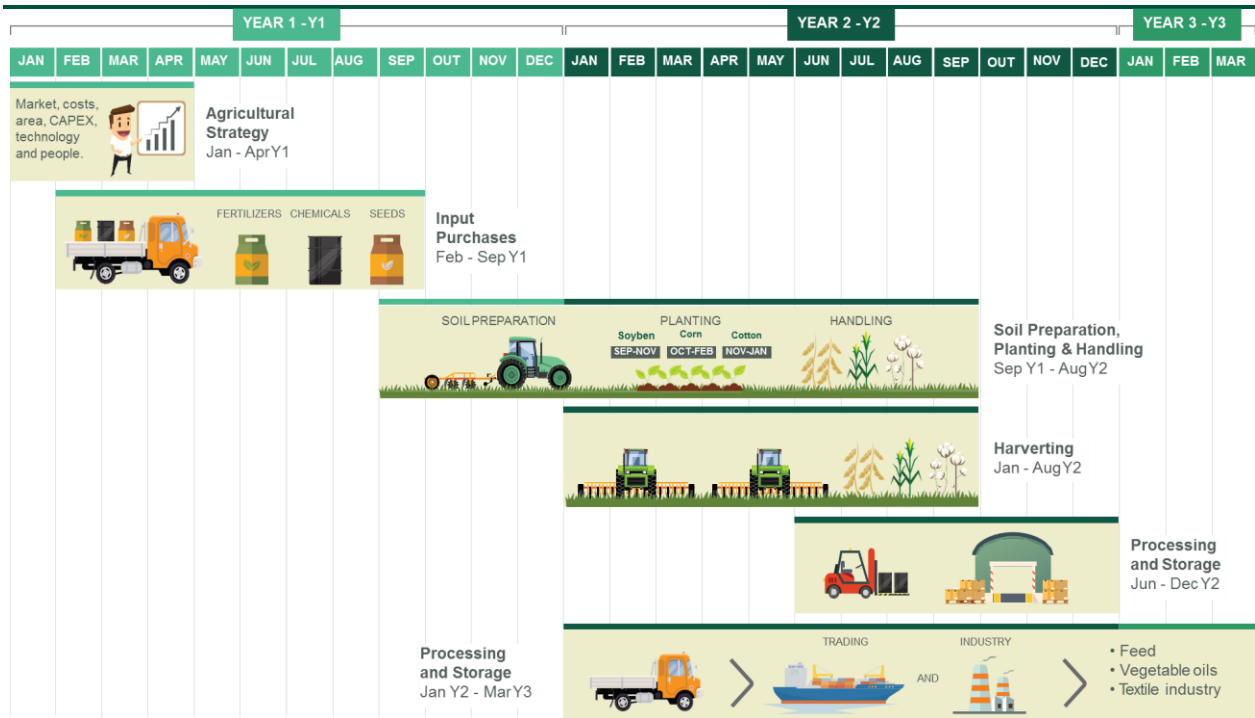 YEAR 1 -Y1
YEAR 2 -Y2
YEAR 3 -Y3
JAN FEB MAR APR MAY JUN JUL AUG SEP OUT NOV DEC JAN FEB MAR APR MAY JUN JUL AUG SEP OUT NOV DEC JAN FEB MAR
Market, costs,
area, CAPEX,
technology
and people.
Agricultural
Strategy
Jan - AprY1
FERTILIZERS CHEMICALS SEEDS
Input
Purchases
Feb - Sep Y1
SOIL PREPARATION
PLANTING
Soyben Corn Cotton
SEP-NOV OCT-FEB NOV-JAN
HANDLING
Soil Preparation,
Planting & Handling
Sep Y1 - AugY2
Harverting
Jan - AugY2
Processing
and Storage
Jun - Dec Y2
Processing
and Storage
Jan Y2 - MarY3
TRADING
AND
INDUSTRY
• Feed
• Vegetable oils
• Textile industry